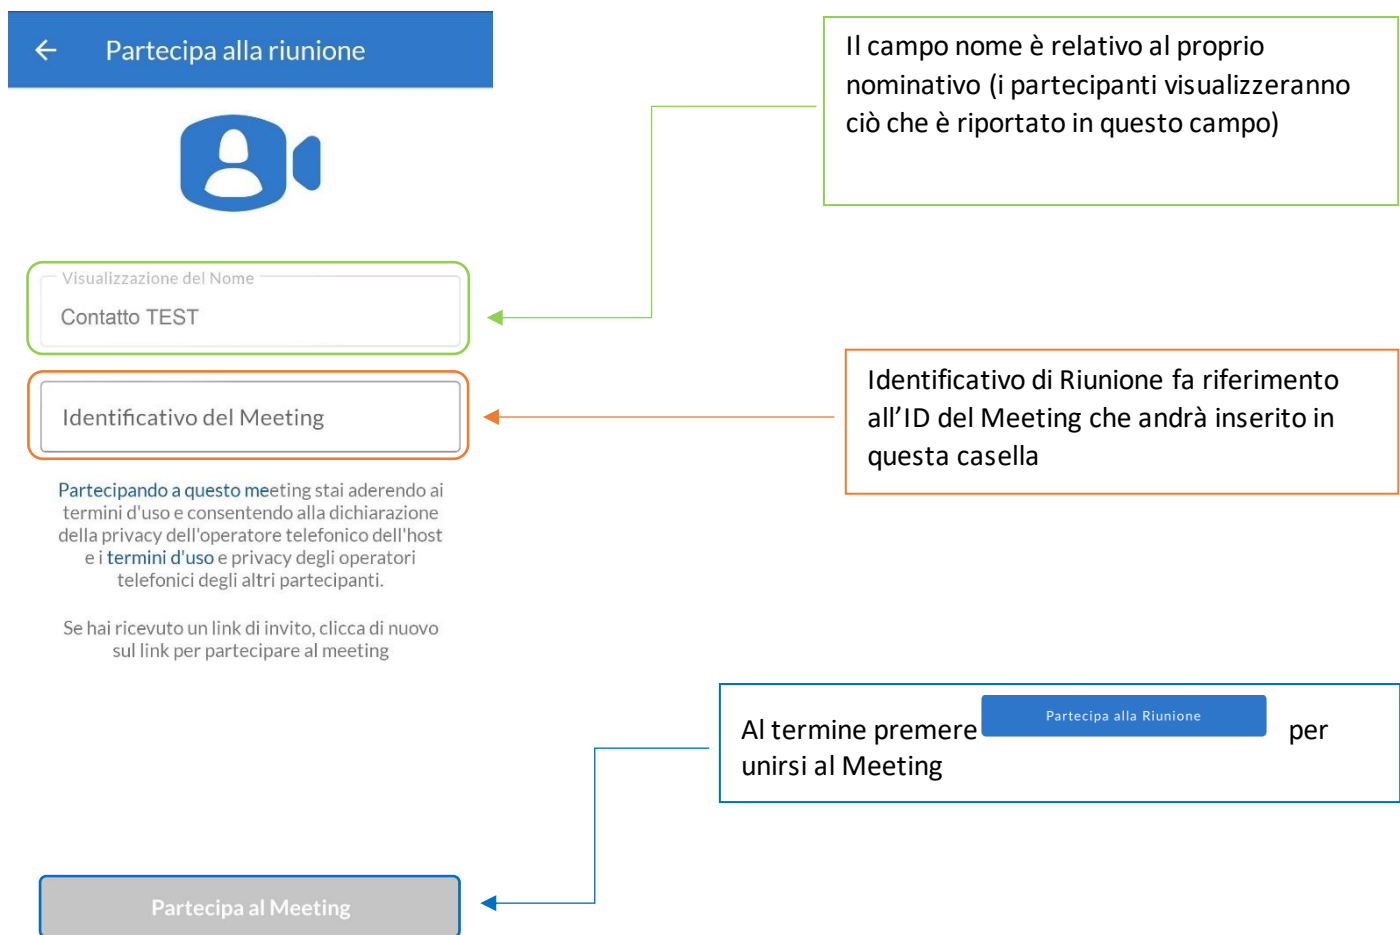 Partecipa alla riunione
Il campo nome è relativo al proprio
nominativo (i partecipanti visualizzeranno
ciò che è riportato in questo campo)
Visualizzazione del Nome
Contatto TEST
Identificativo del Meeting
Identificativo di Riunione fa riferimento
all’ID del Meeting che andrà inserito in
questa casella
Partecipando a questo meeting stai aderendo ai
termini d'uso e consentendo alla dichiarazione
della privacy dell'operatore telefonico dell'host
e i termini d'uso e privacy degli operatori
telefonici degli altri partecipanti.
Se hai ricevuto un link di invito, clicca di nuovo
sul link per partecipare al meeting
Al termine premere Partecipa alla Riunione per
unirsi al Meeting
Partecipa al Meeting